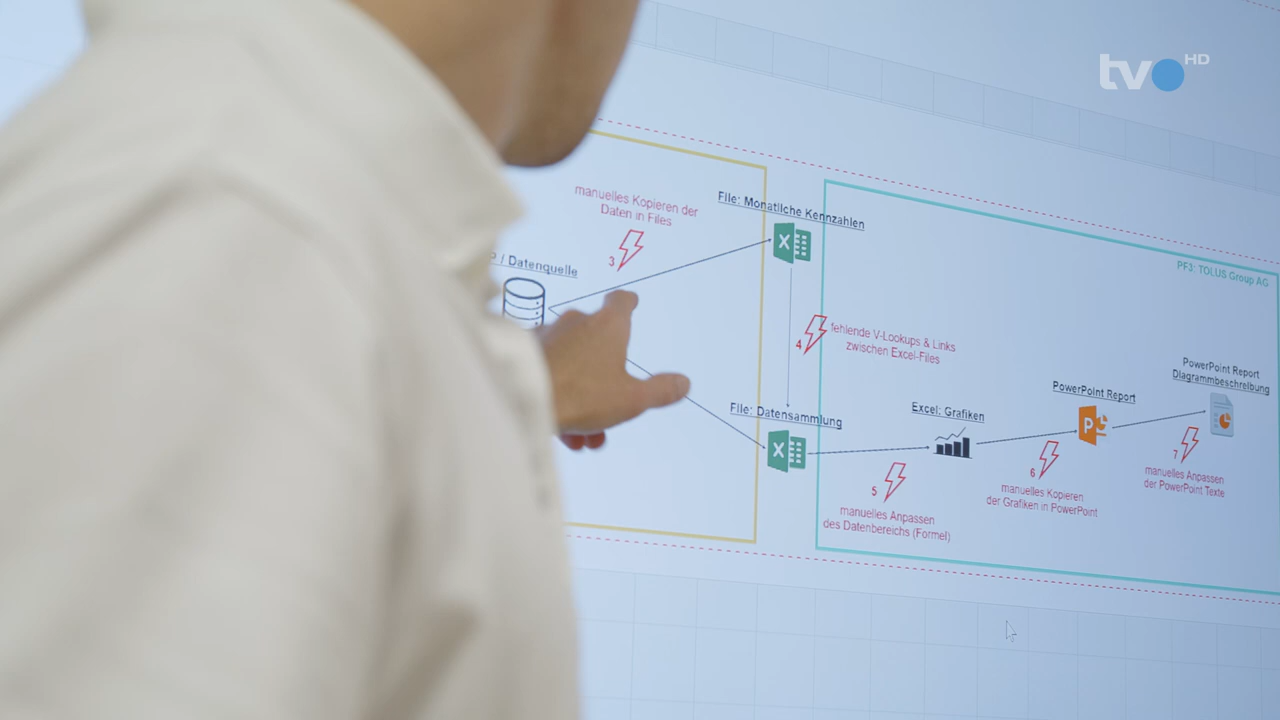 tvo HD
manuelles Kopieren der
Daten in Files
3
File: Monatliche Kennzahlen
X
/ Datenquelle
PF3: TOLUS Group AG
4
fehlende V-Lookups & Links
zwischen Excel-Files
File: Datensammlung
X
Excel: Grafiken
PowerPoint Report
P
PowerPoint Report
Diagrammbeschreibung
5
manuelles Anpassen
des Datenbereichs (Formel)
6
manuelles Kopieren
der Grafiken in PowerPoint
7
manuelles Anpassen
der PowerPoint Texte